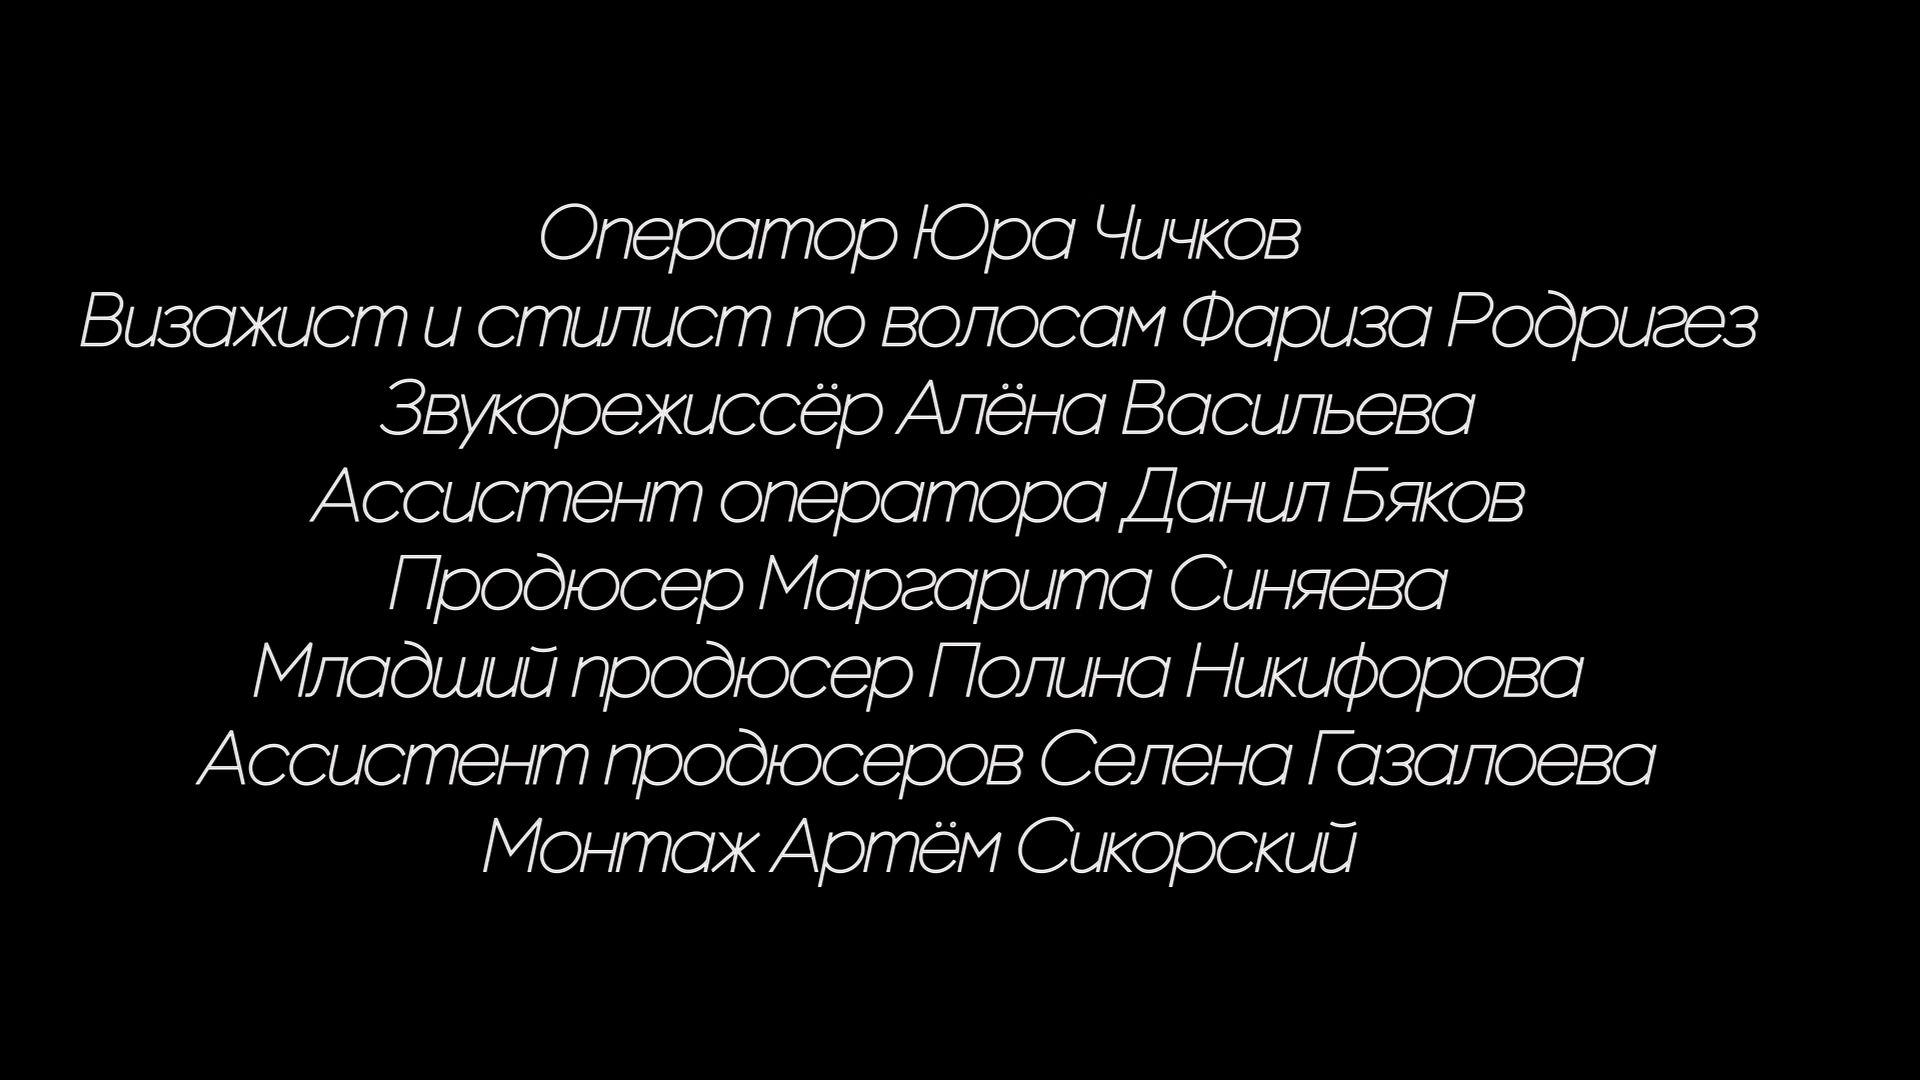 Оператор Юра Чичков
Визажист и стилист по волосам Фариза Родригез
Звукорежиссёр Алёна Васильева
Ассистент оператора Данил Бяков
Продюсер Маргарита Синяева
Младший продюсер Полина Никифорова
Ассистент продюсеров Селена Газалоева
Монтаж Артём Сикорский